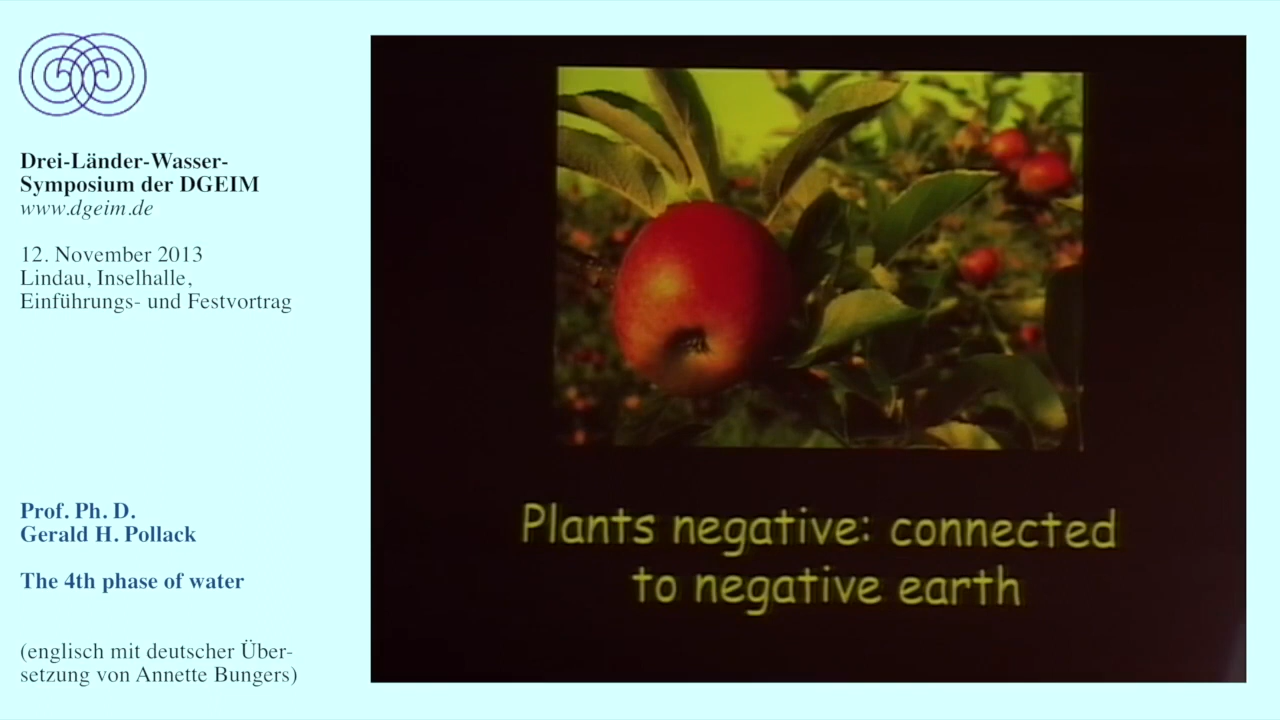 Drei-Länder-Wasser-
Symposium der DGEIM
www.dgeim.de
12. November 2013
Lindau, Inselhalle,
Einführungs- und Festvortrag
Prof. Ph. D.
Gerald H. Pollack
The 4th phase of water
(englisch mit deutscher Über-
setzung von Annette Bungers)
Plants negative: connected
to negative earth